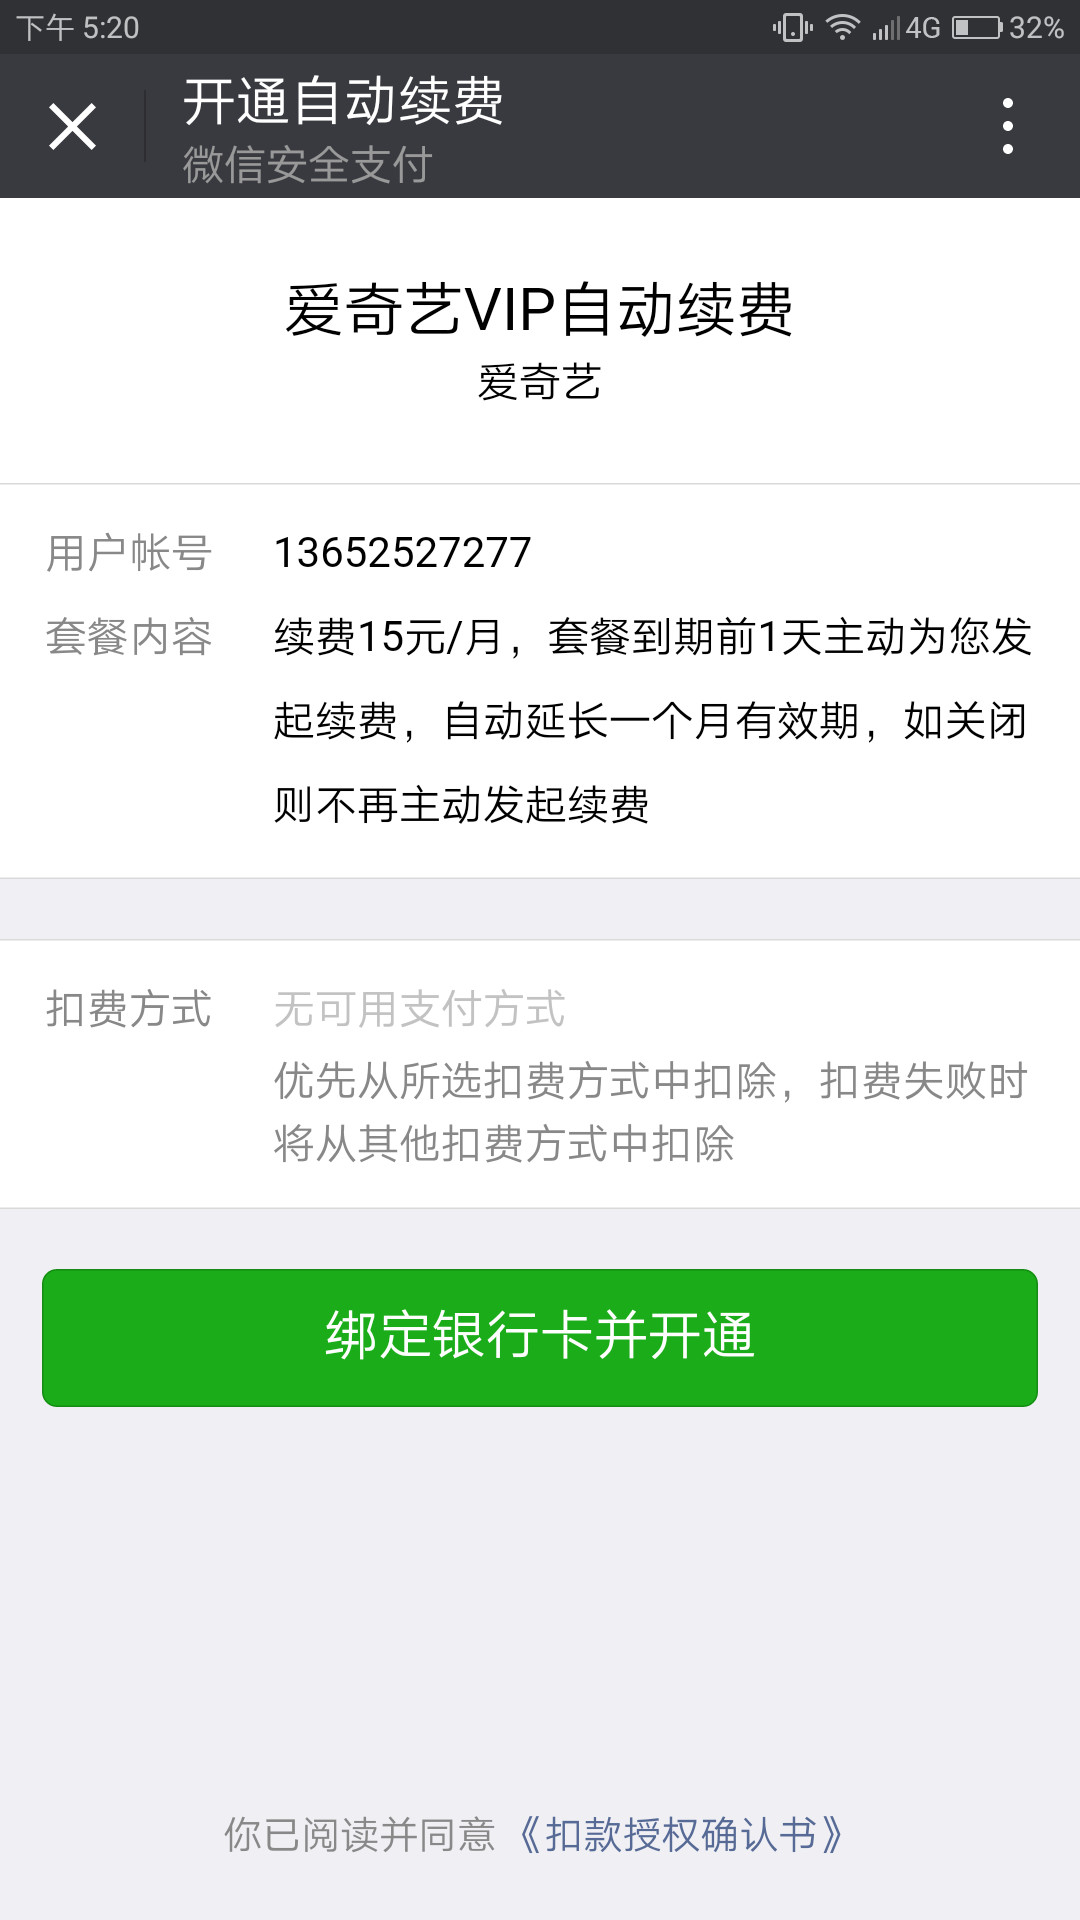 下午 5:20
4G 32%
开通自动续费
微信安全支付
爱奇艺VIP自动续费
爱奇艺
用户帐号 13652527277
套餐内容 续费15元/月，套餐到期前1天主动为您发
起续费，自动延长一个月有效期，如关闭
则不再主动发起续费
扣费方式 无可用支付方式
优先从所选扣费方式中扣除，扣费失败时
将从其他扣费方式中扣除
绑定银行卡并开通
你已阅读并同意《扣款授权确认书》